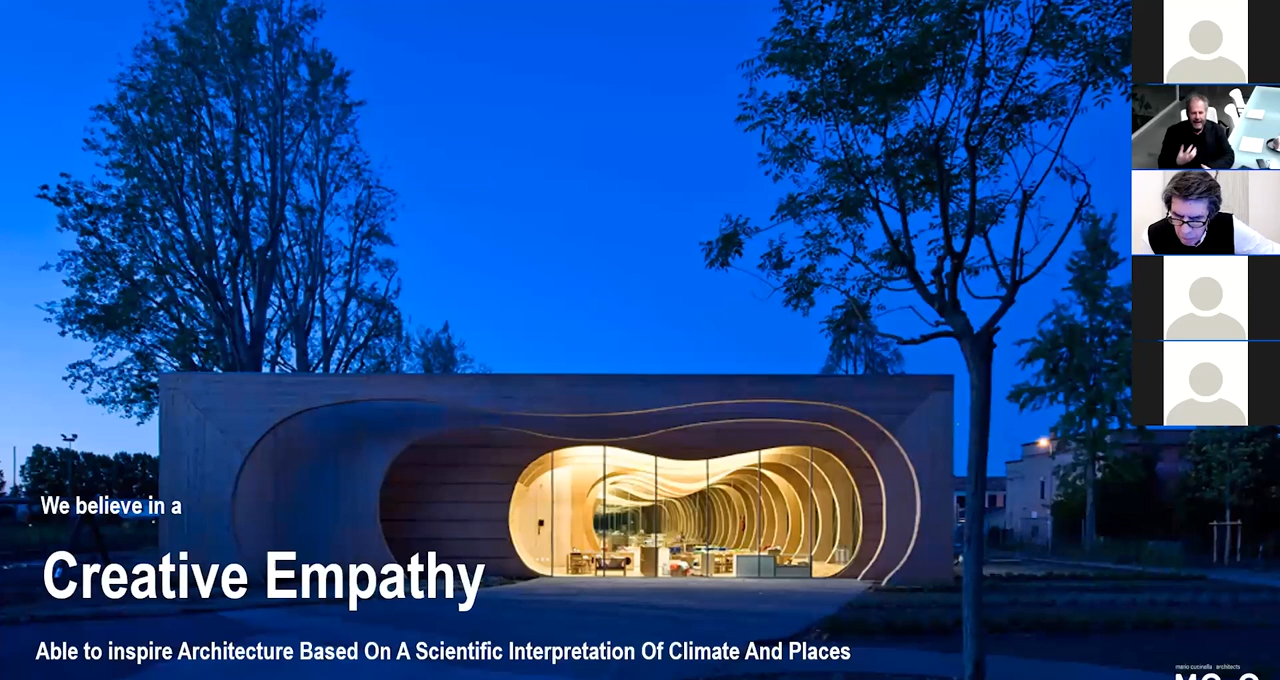 We believe in a
Creative Empathy
Able to inspire Architecture Based On A Scientific Interpretation Of Climate And Places
mario cucinella architects